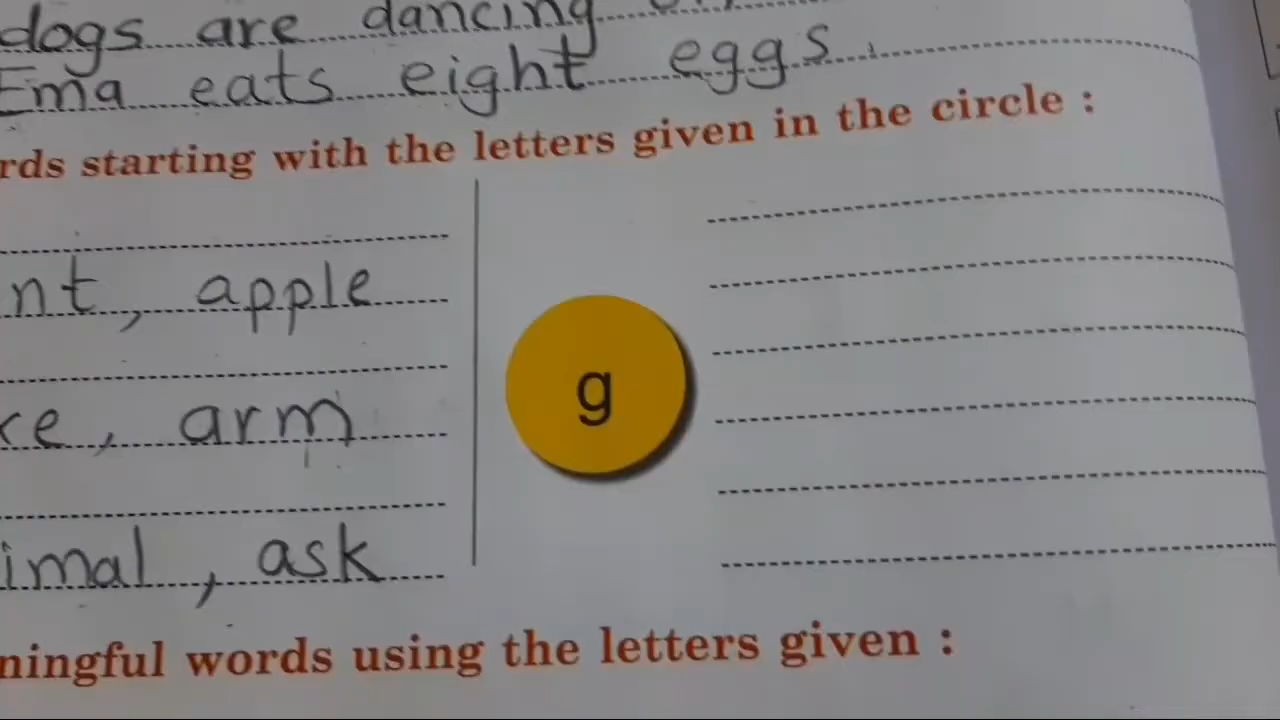 dogs are dancing
Ema eats eight eggs.
rds starting with the letters given in the circle :
nt, apple
ke, arm
g
imal, ask
ningful words using the letters given :